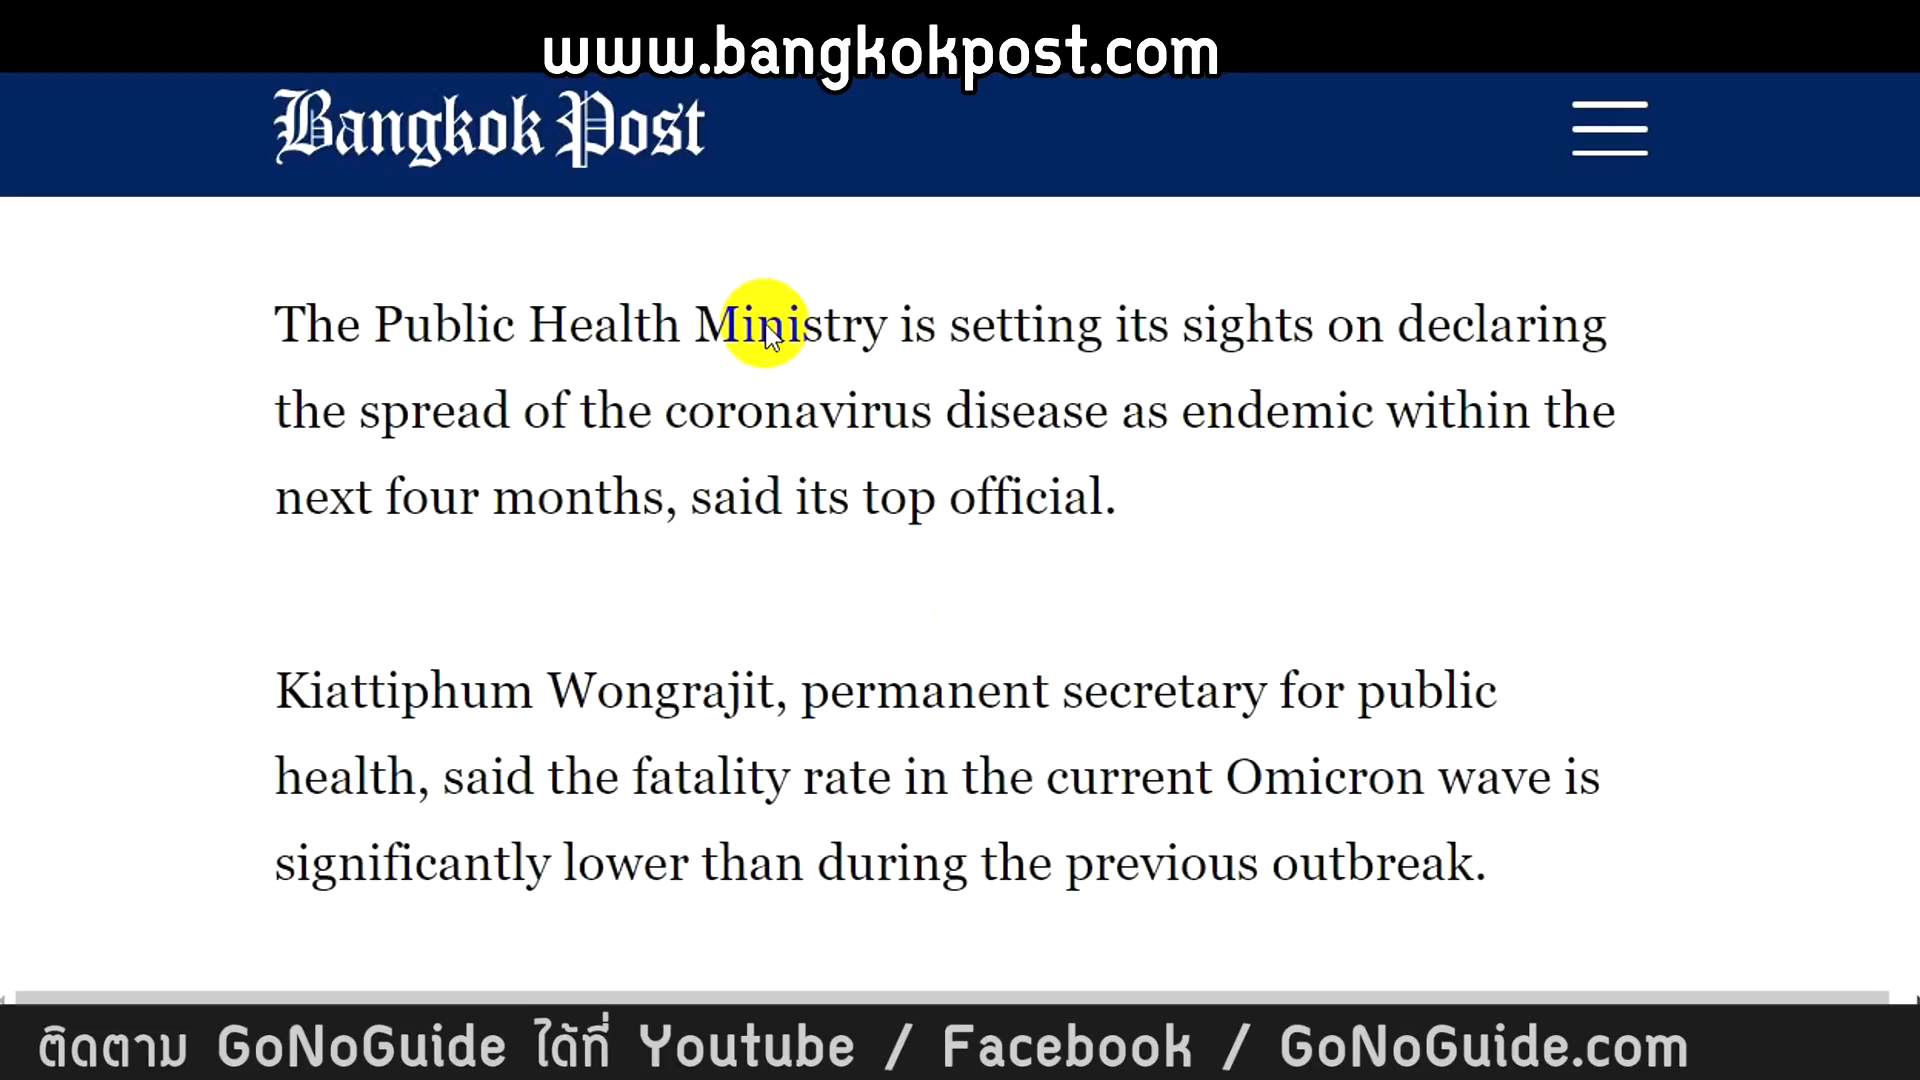 www.bangkokpost.com
Bangkok Post
The Public Health Ministry is setting its sights on declaring
the spread of the coronavirus disease as endemic within the
next four months, said its top official.
Kiattiphum Wongrajit, permanent secretary for public
health, said the fatality rate in the current Omicron wave is
significantly lower than during the previous outbreak.
ติดตาม GoNoGuide ได้ที่ Youtube / Facebook / GoNoGuide.com